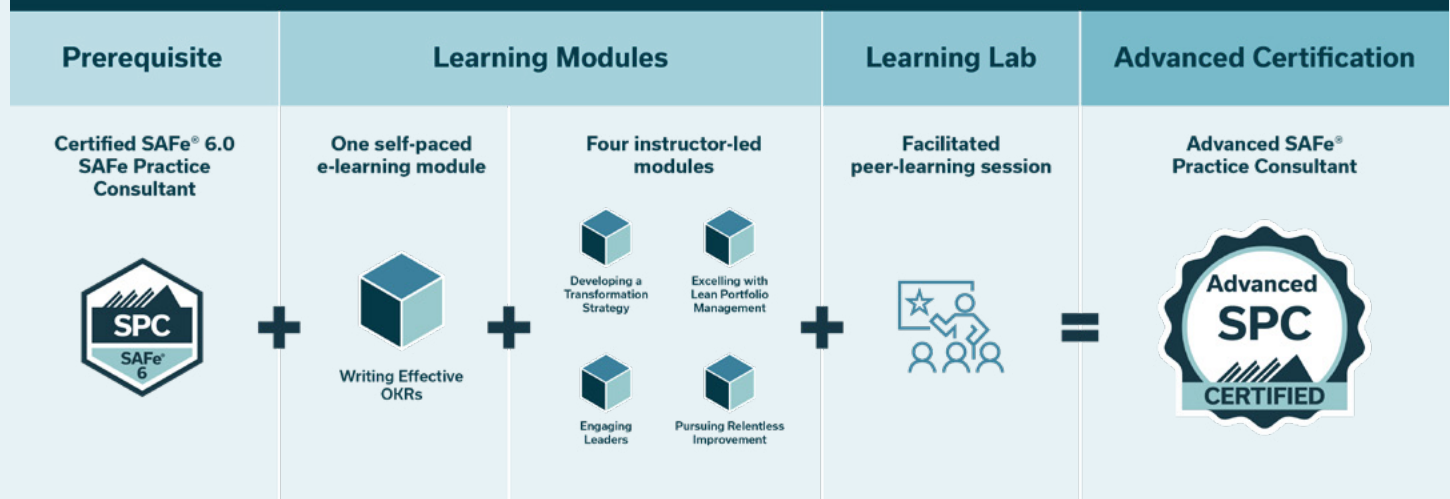 Prerequisite
Learning Modules
Learning Lab
Advanced Certification
Certified SAFe® 6.0
SAFe Practice
Consultant
One self-paced
e-learning module
Four instructor-led
modules
Facilitated
peer-learning session
Advanced SAFe®
Practice Consultant
SPC
SAFe®
6
+
Writing Effective
OKRs
+
Developing a
Transformation
Strategy
Excelling with
Lean Portfolio
Management
Engaging
Leaders
Pursuing Relentless
Improvement
+
=
Advanced
SPC
CERTIFIED